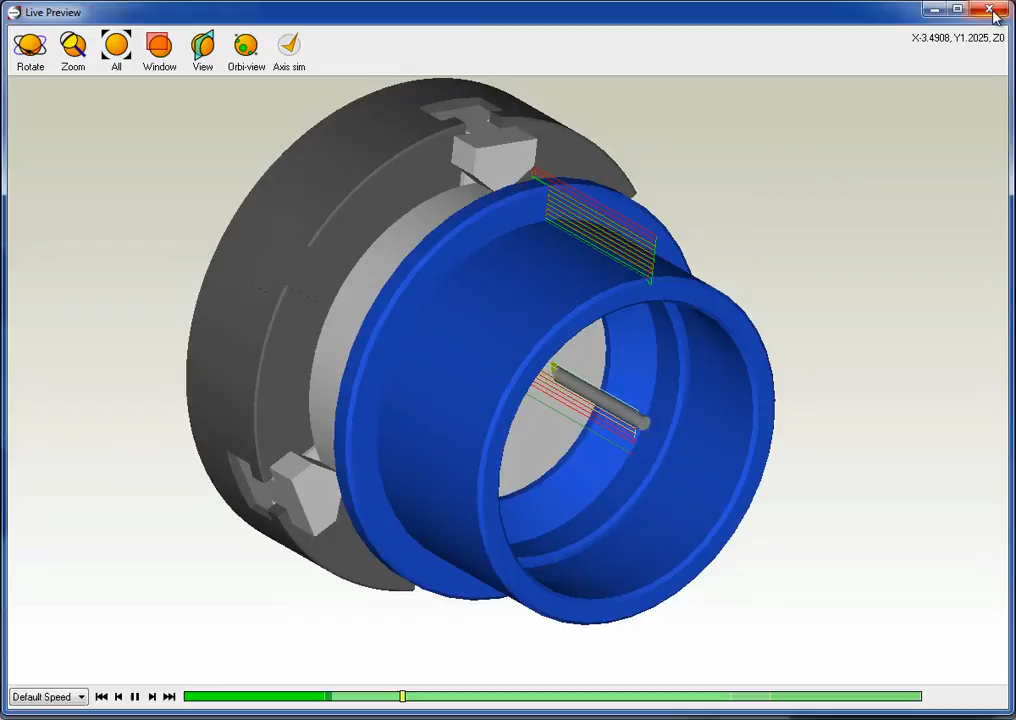 Live Preview
X-3.4908, Y1.2025, Z0
Rotate Zoom All Window View Orbi-view Axis sim
Default Speed